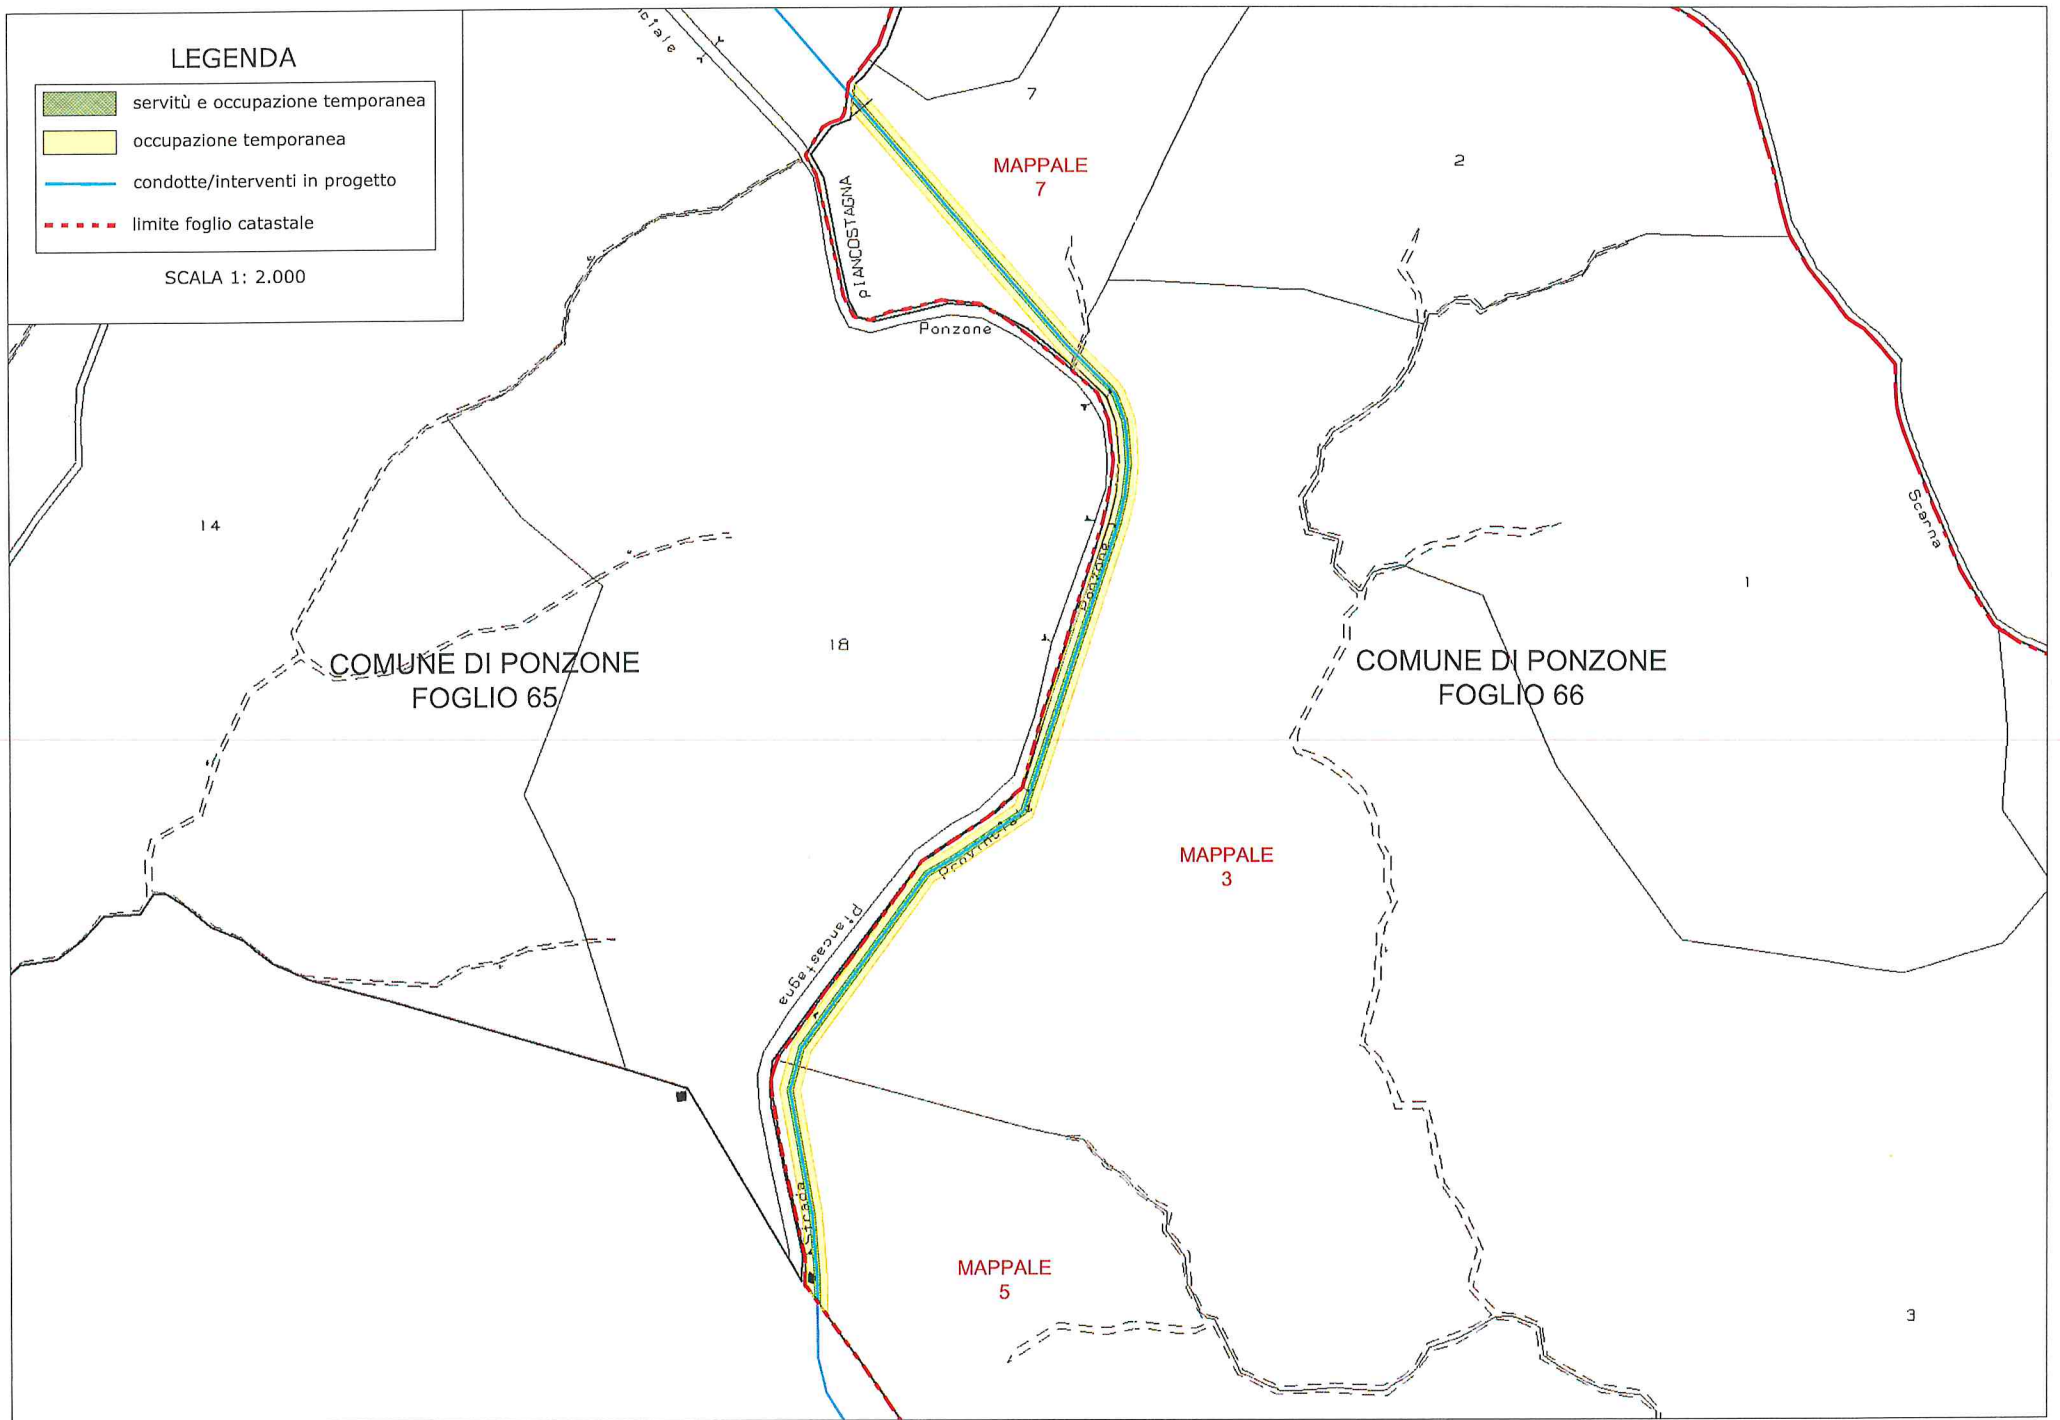 LEGENDA
servitù e occupazione temporanea
occupazione temporanea
condotte/interventi in progetto
limite foglio catastale
SCALA 1: 2.000
7
MAPPALE
7
2
PIANCOSTAGNA
Ponzone
14
Ponzone
Scarna
1
18
COMUNE DI PONZONE
FOGLIO 65
COMUNE DI PONZONE
FOGLIO 66
Provinciale
MAPPALE
3
Piancastagna
Strada
MAPPALE
5
3